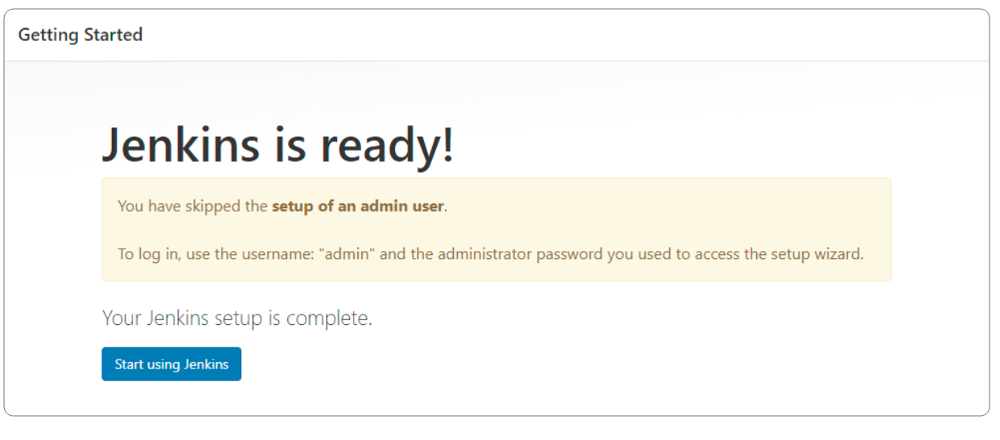 Getting Started
Jenkins is ready!
You have skipped the setup of an admin user.
To log in, use the username: "admin" and the administrator password you used to access the setup wizard.
Your Jenkins setup is complete.
Start using Jenkins